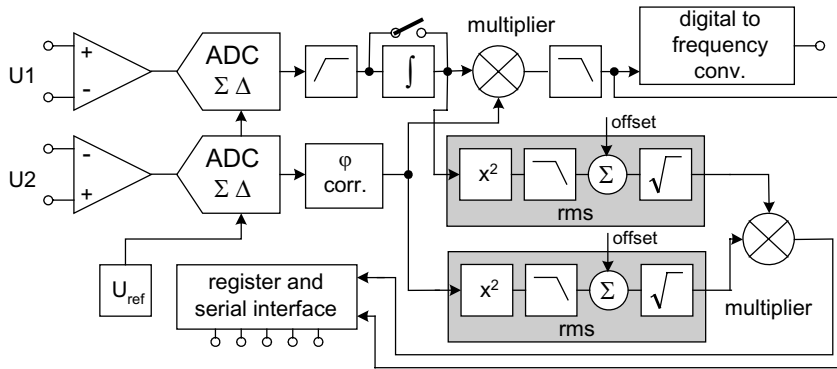 multiplier
digital to
frequency
conv.
U1
+
-
ADC
Σ Δ
∫
offset
U2
-
+
ADC
Σ Δ
φ
corr.
x²
Σ
√
rms
offset
U_ref
register and
serial interface
x²
Σ
√
rms
multiplier